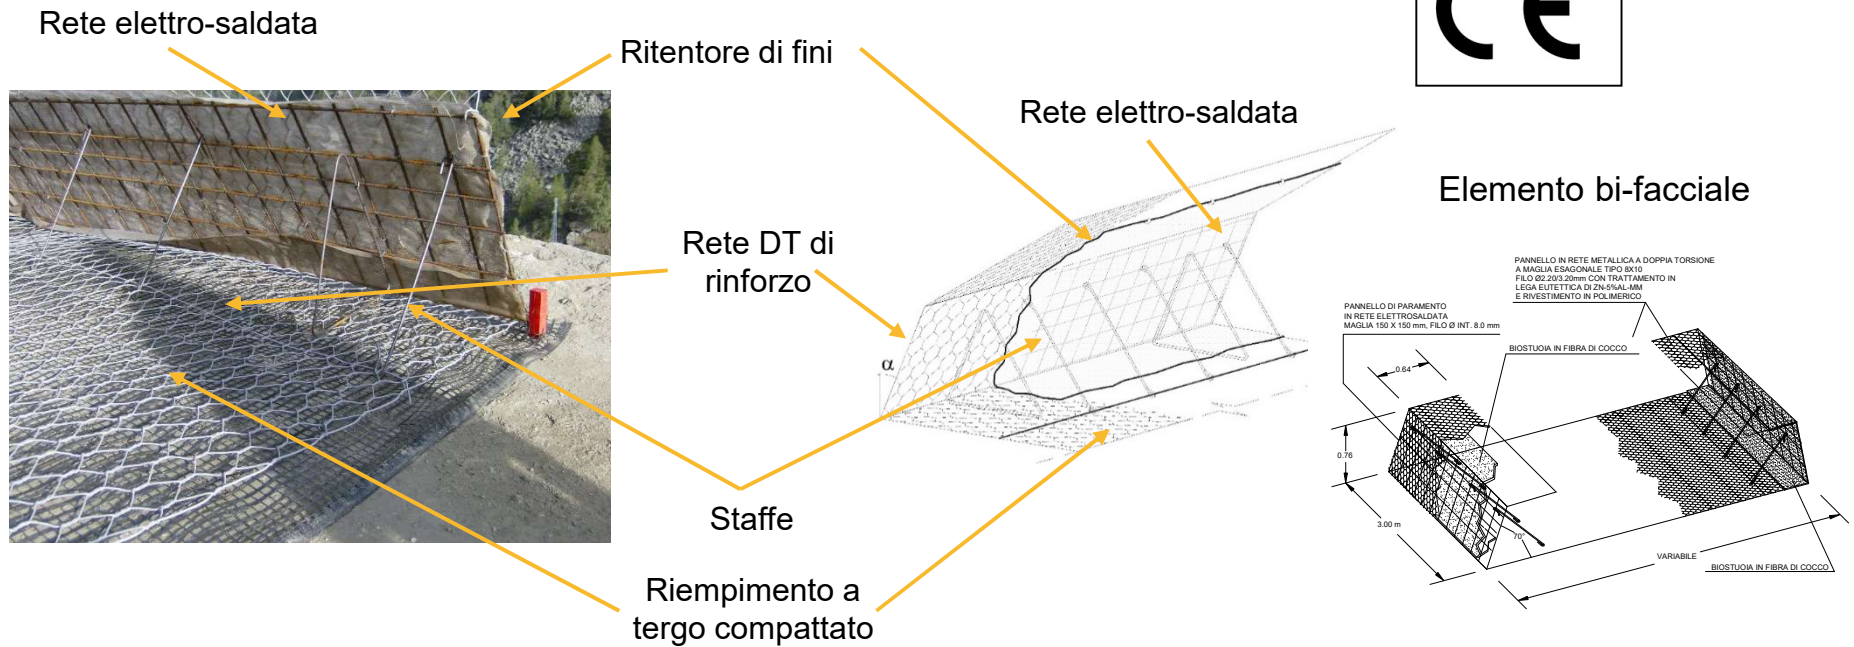 Rete elettro-saldata
Ritentore di fini
CE
Rete elettro-saldata
Elemento bi-facciale
Rete DT di
rinforzo
α
Staffe
Riempimento a
tergo compattato
PANNELLO IN RETE METALLICA A DOPPIA TORSIONE
A MAGLIA ESAGONALE TIPO 8X10
FILO Ø2.20/3.20mm CON TRATTAMENTO IN
LEGA EUTETTICA DI ZN-5%AL-MM
E RIVESTIMENTO IN POLIMERICO
PANNELLO DI PARAMENTO
IN RETE ELETTROSALDATA
MAGLIA 150 X 150 mm, FILO Ø INT. 8.0 mm
BIOSTUOIA IN FIBRA DI COCCO
0.64
0.76
3.00 m
70°
VARIABILE
BIOSTUOIA IN FIBRA DI COCCO